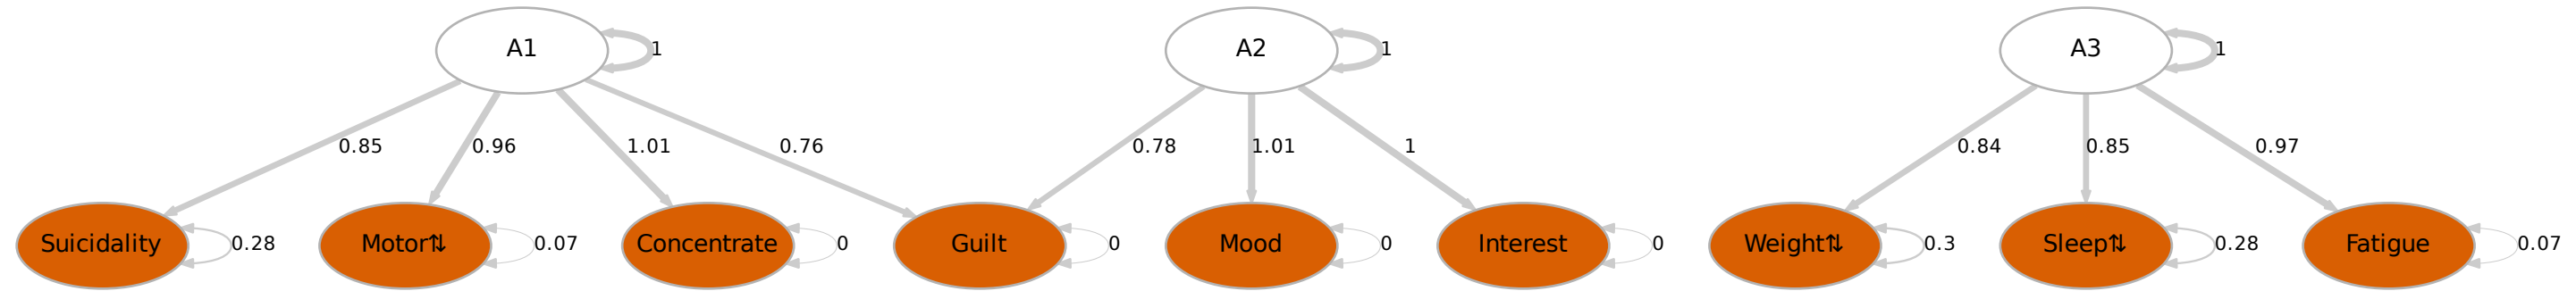 A1 1 A2 1 A3 1
0.85 0.96 1.01 0.76 0.78 1.01 1 0.84 0.85 0.97
Suicidality 0.28 Motor⇅ 0.07 Concentrate 0 Guilt 0 Mood 0 Interest 0 Weight⇅ 0.3 Sleep⇅ 0.28 Fatigue 0.07